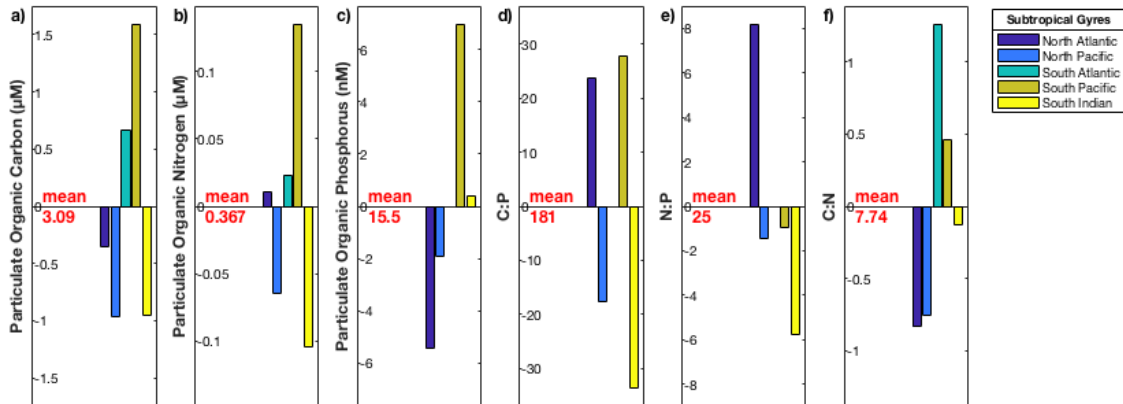 a)
Particulate Organic Carbon (µM)
1.5
1
0.5
0
-0.5
-1
-1.5
mean
3.09
b)
Particulate Organic Nitrogen (µM)
0.1
0.05
0
-0.05
-0.1
mean
0.367
c)
Particulate Organic Phosphorus (nM)
6
4
2
0
-2
-4
-6
mean
15.5
d)
C:P
30
20
10
0
-10
-20
-30
mean
181
e)
N:P
8
6
4
2
0
-2
-4
-6
-8
mean
25
f)
C:N
1
0.5
0
-0.5
-1
mean
7.74
Subtropical Gyres
North Atlantic
North Pacific
South Atlantic
South Pacific
South Indian